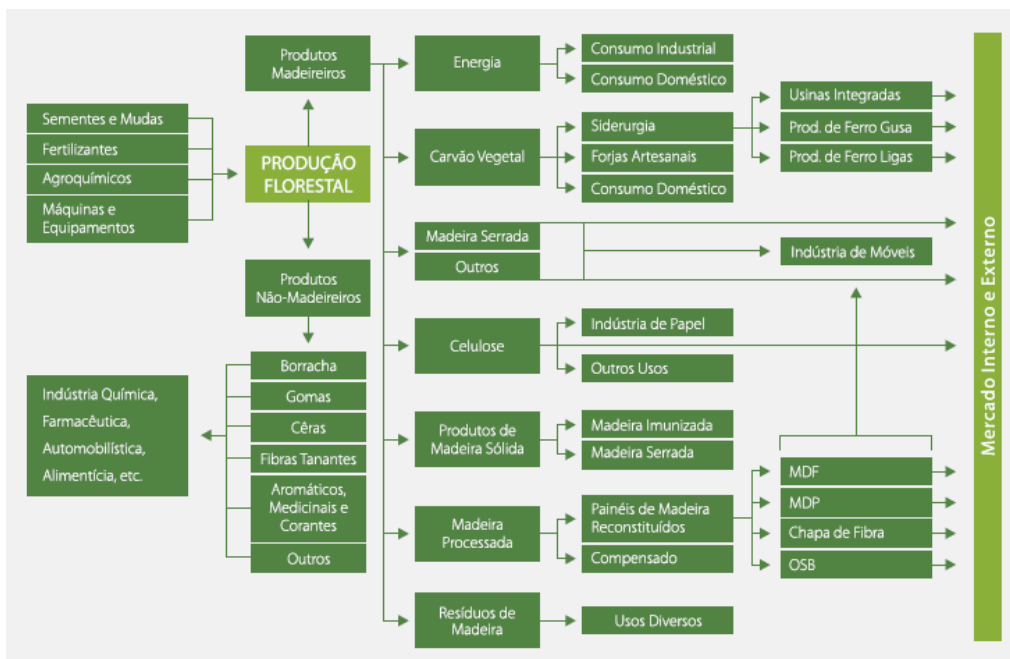 Sementes e Mudas
Fertilizantes
Agroquímicos
Máquinas e
Equipamentos
Produtos
Madeireiros
PRODUÇÃO
FLORESTAL
Produtos
Não-Madeireiros
Borracha
Gomas
Cêras
Fibras Tanantes
Aromáticos,
Medicinais e
Corantes
Outros
Indústria Química,
Farmacêutica,
Automobilística,
Alimentícia, etc.
Energia
Consumo Industrial
Consumo Doméstico
Carvão Vegetal
Siderurgia
Forjas Artesanais
Consumo Doméstico
Usinas Integradas
Prod. de Ferro Gusa
Prod. de Ferro Ligas
Madeira Serrada
Outros
Indústria de Móveis
Celulose
Indústria de Papel
Outros Usos
Produtos de
Madeira Sólida
Madeira Imunizada
Madeira Serrada
Madeira
Processada
Painéis de Madeira
Reconstituídos
Compensado
MDF
MDP
Chapa de Fibra
OSB
Resíduos de
Madeira
Usos Diversos
Mercado Interno e Externo